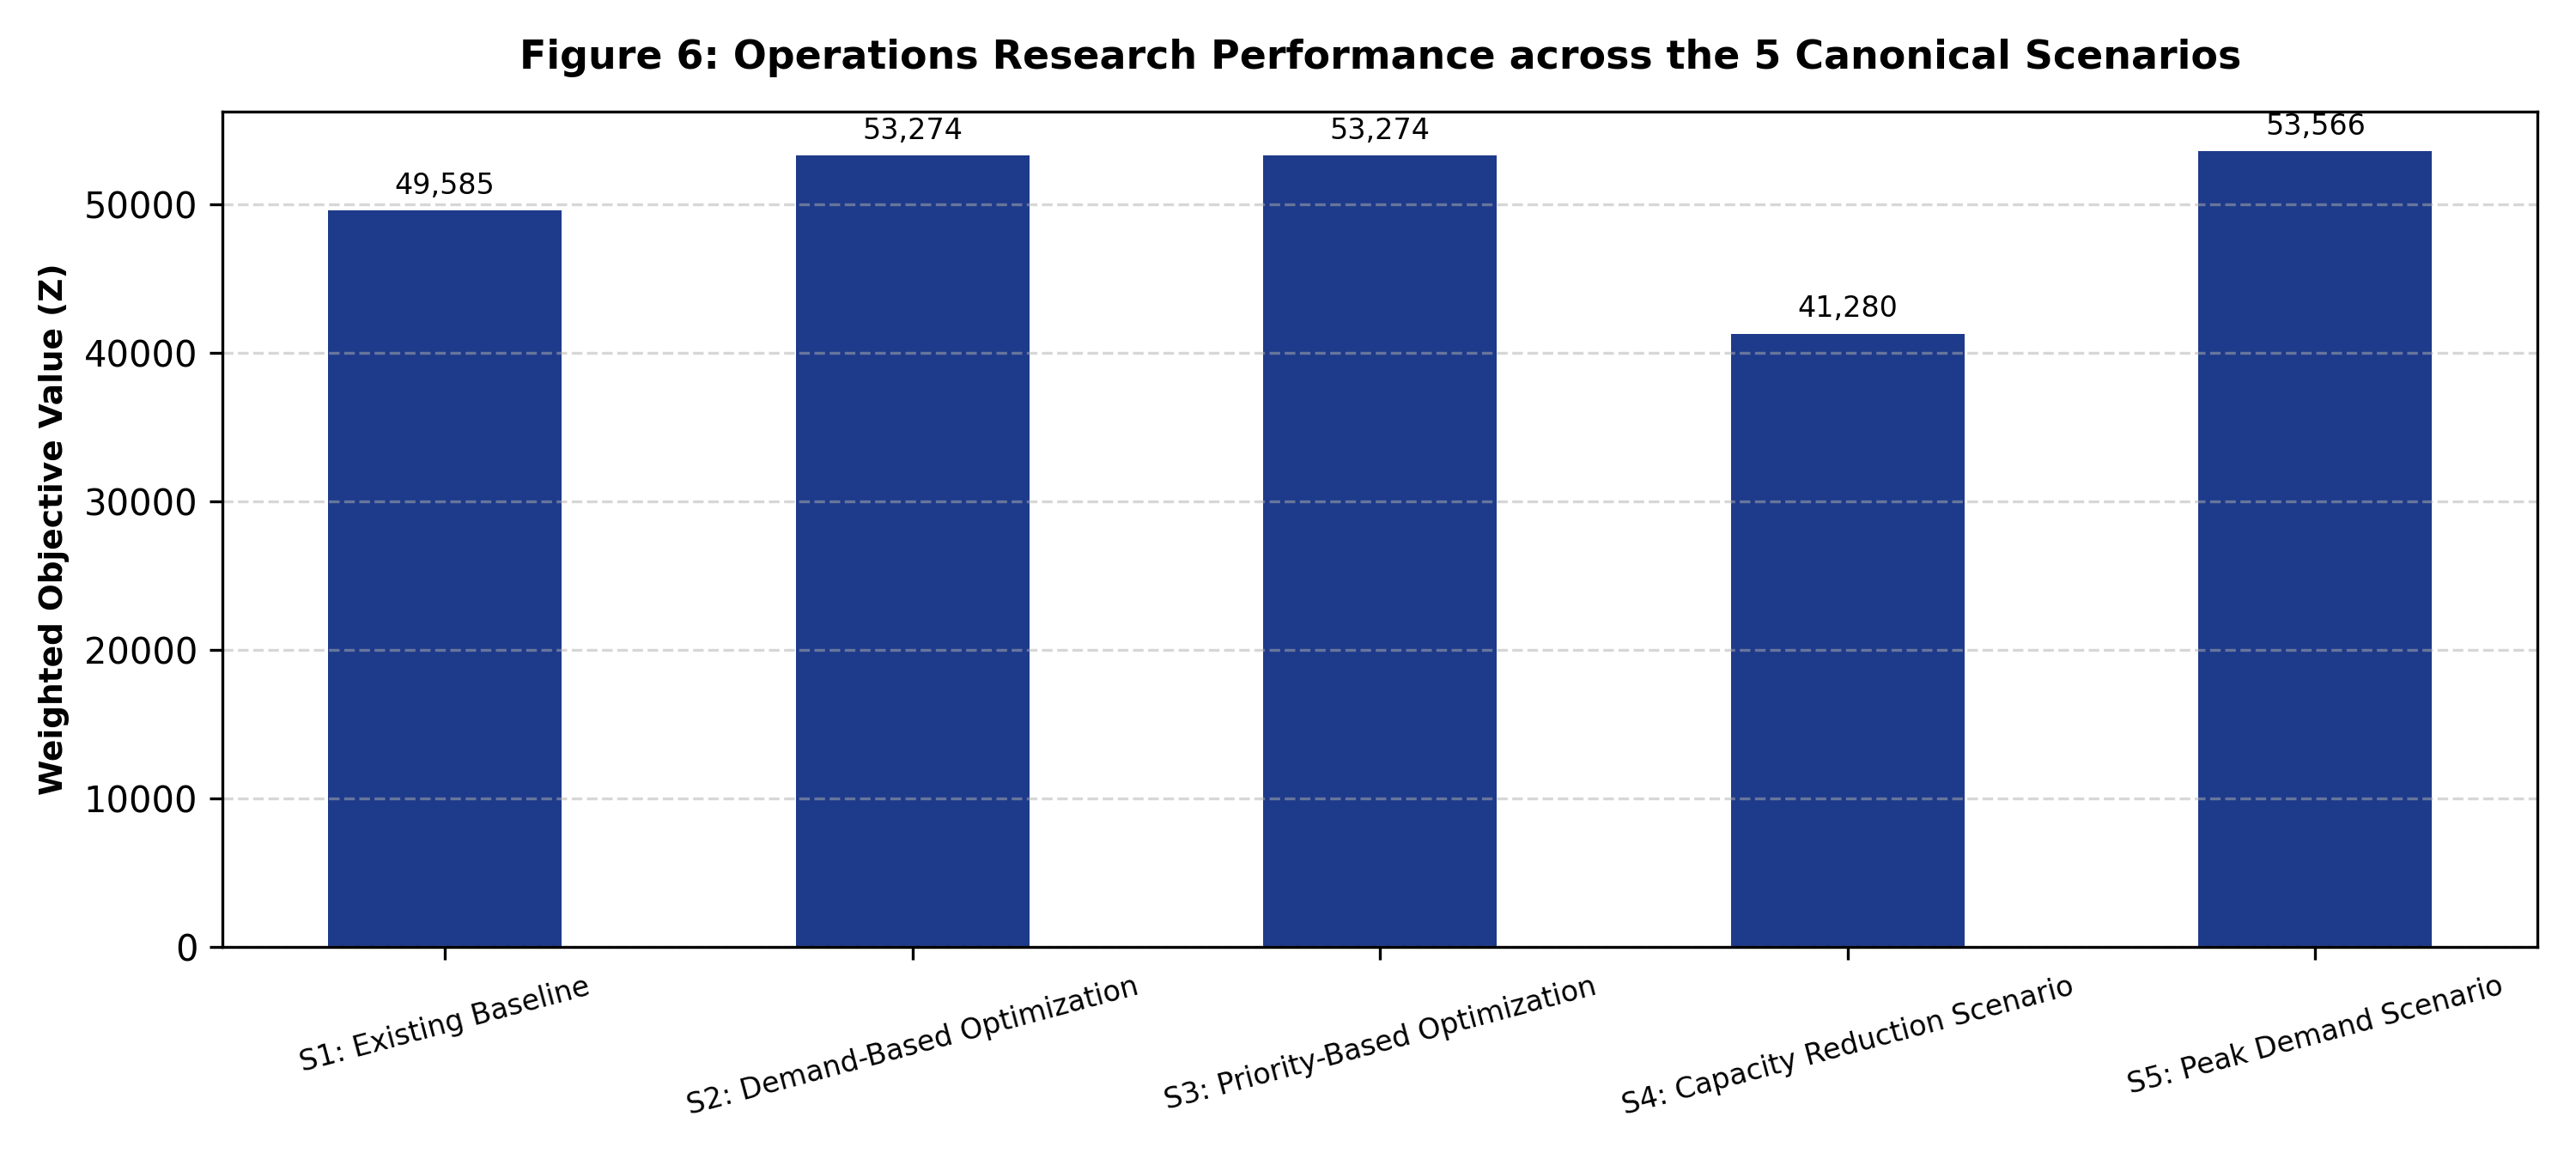 Figure 6: Operations Research Performance across the 5 Canonical Scenarios
Weighted Objective Value (Z)
50000
40000
30000
20000
10000
0
49,585
53,274
53,274
41,280
53,566
S1: Existing Baseline
S2: Demand-Based Optimization
S3: Priority-Based Optimization
S4: Capacity Reduction Scenario
S5: Peak Demand Scenario